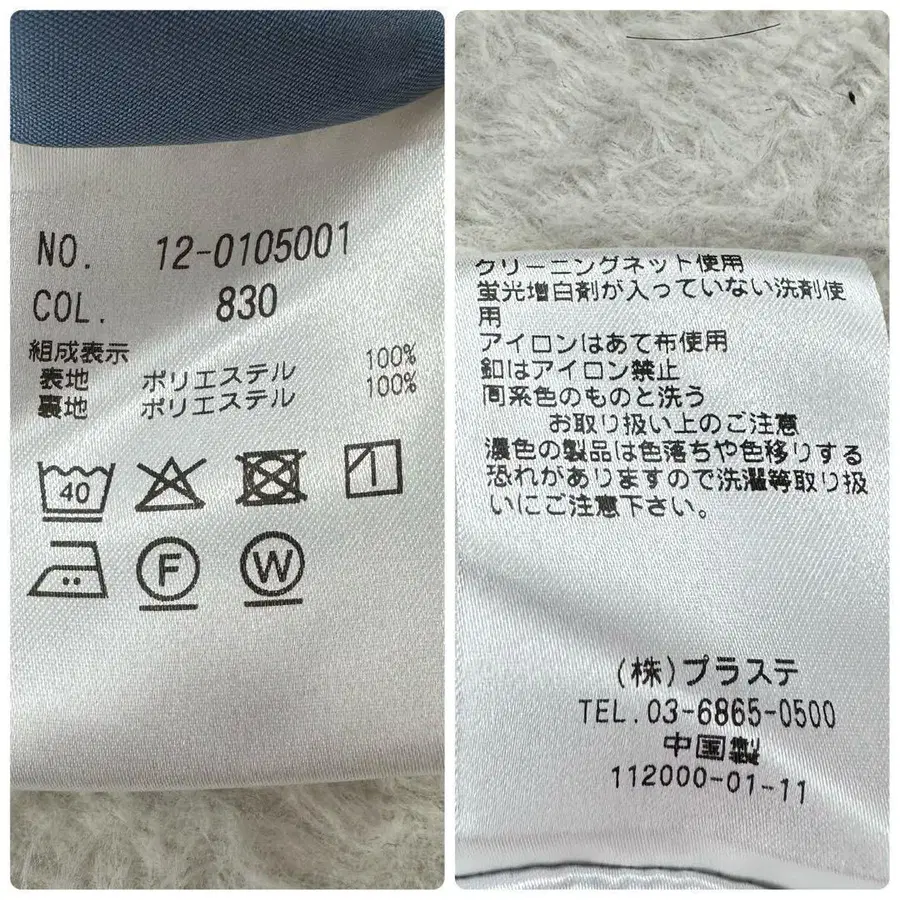 NO. 12-0105001
COL. 830
組成表示
表地 ポリエステル 100%
裏地 ポリエステル 100%
40
F W
クリーニングネット使用
蛍光増白剤が入っていない洗剤使
用
アイロンはあて布使用
釦はアイロン禁止
同系色のものと洗う
お取り扱い上のご注意
濃色の製品は色落ちや色移りする
恐れがありますので洗濯等取り扱
いにご注意下さい。
(株)プラステ
TEL.03-6865-0500
中国製
112000-01-11